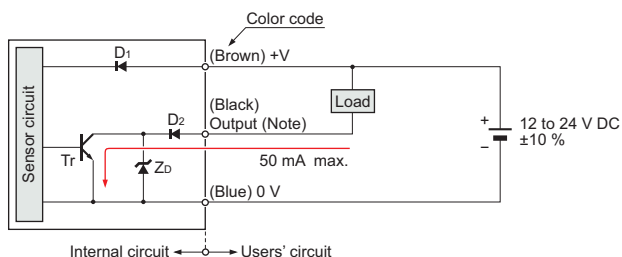 Color code
D1
(Brown) +V
Sensor circuit
(Black)
Output (Note)
Load
D2
Tr
ZD
50 mA max.
+
−
12 to 24 V DC
±10 %
(Blue) 0 V
Internal circuit
Users' circuit